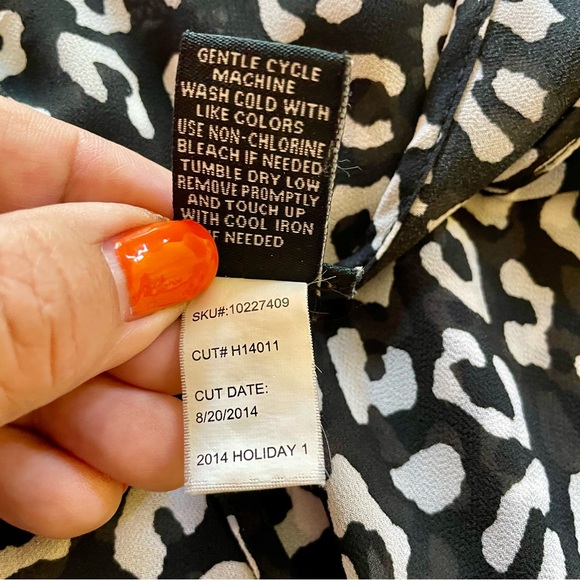 GENTLE CYCLE
MACHINE
WASH COLD WITH
LIKE COLORS
USE NON-CHLORINE
BLEACH IF NEEDED
TUMBLE DRY LOW
REMOVE PROMPTLY
AND TOUCH UP
WITH COOL IRON
IF NEEDED
SKU#:10227409
CUT# H14011
CUT DATE:
8/20/2014
2014 HOLIDAY 1